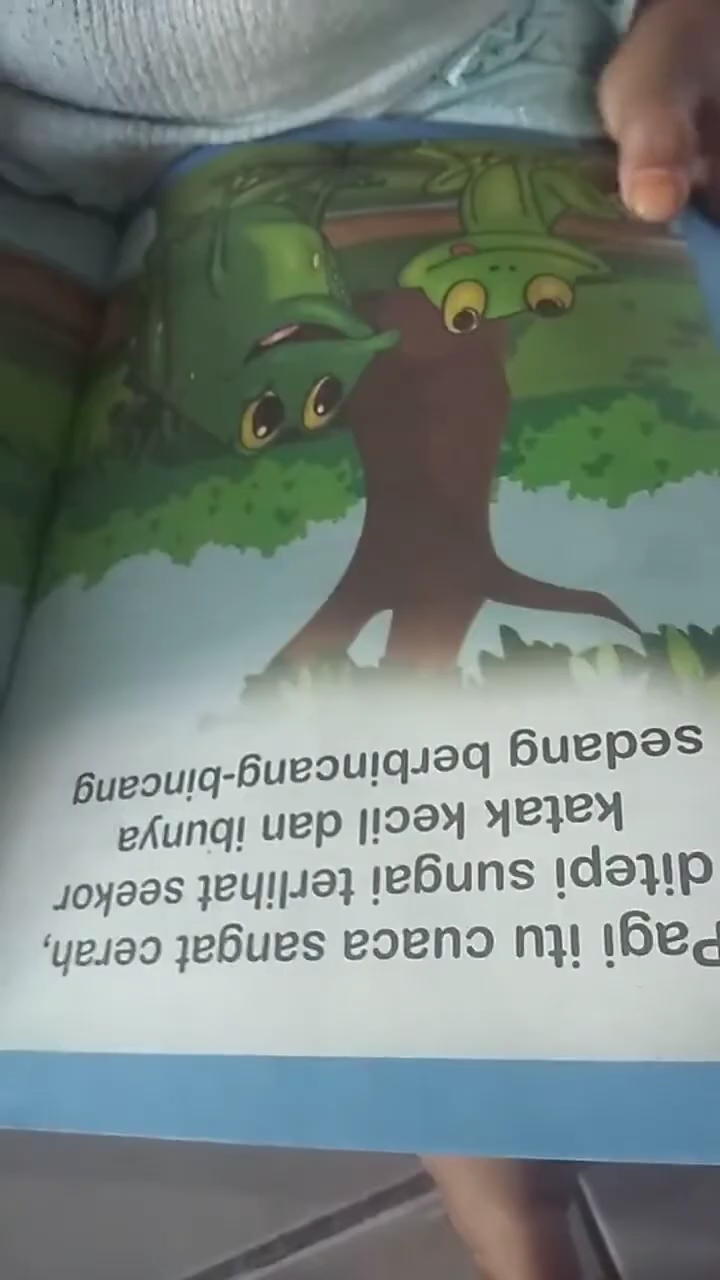 Pagi itu cuaca sangat cerah,
ditepi sungai terlihat seekor
katak kecil dan ibunya
sedang berbincang-bincang